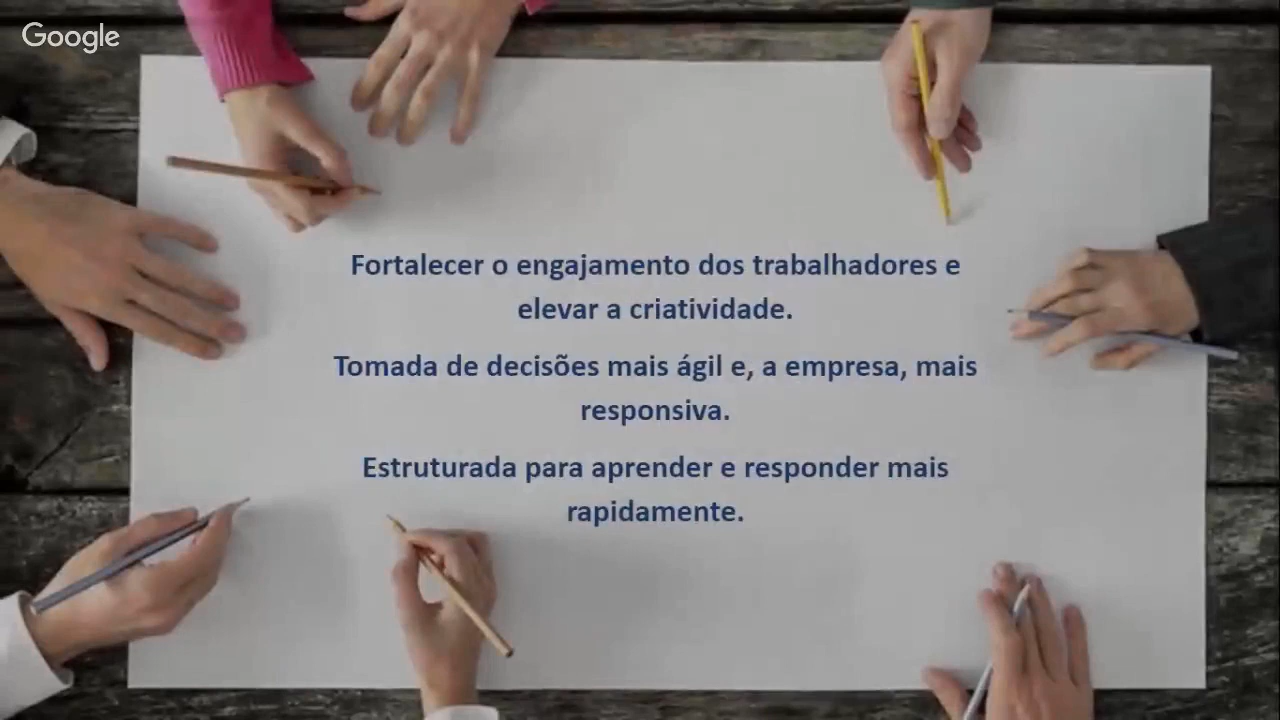 Google
Fortalecer o engajamento dos trabalhadores e
elevar a criatividade.
Tomada de decisões mais ágil e, a empresa, mais
responsiva.
Estruturada para aprender e responder mais
rapidamente.